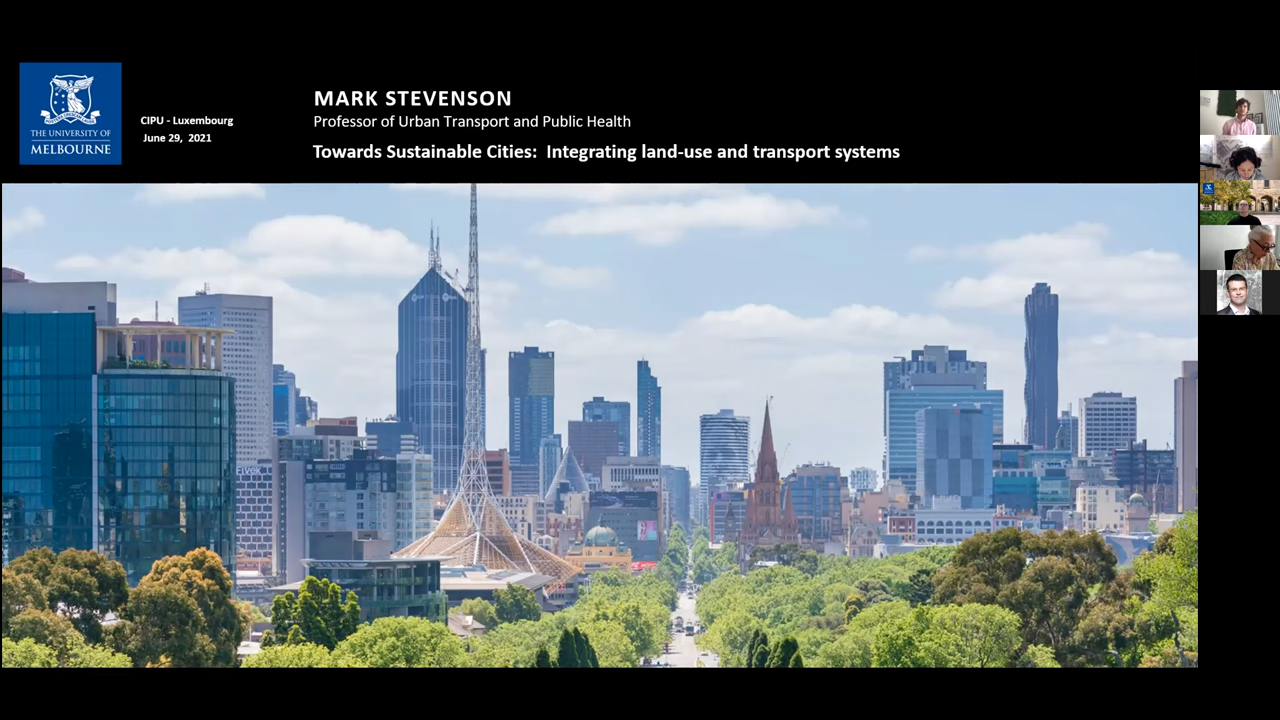 THE UNIVERSITY OF
MELBOURNE
CIPU - Luxembourg
June 29, 2021
MARK STEVENSON
Professor of Urban Transport and Public Health
Towards Sustainable Cities: Integrating land-use and transport systems